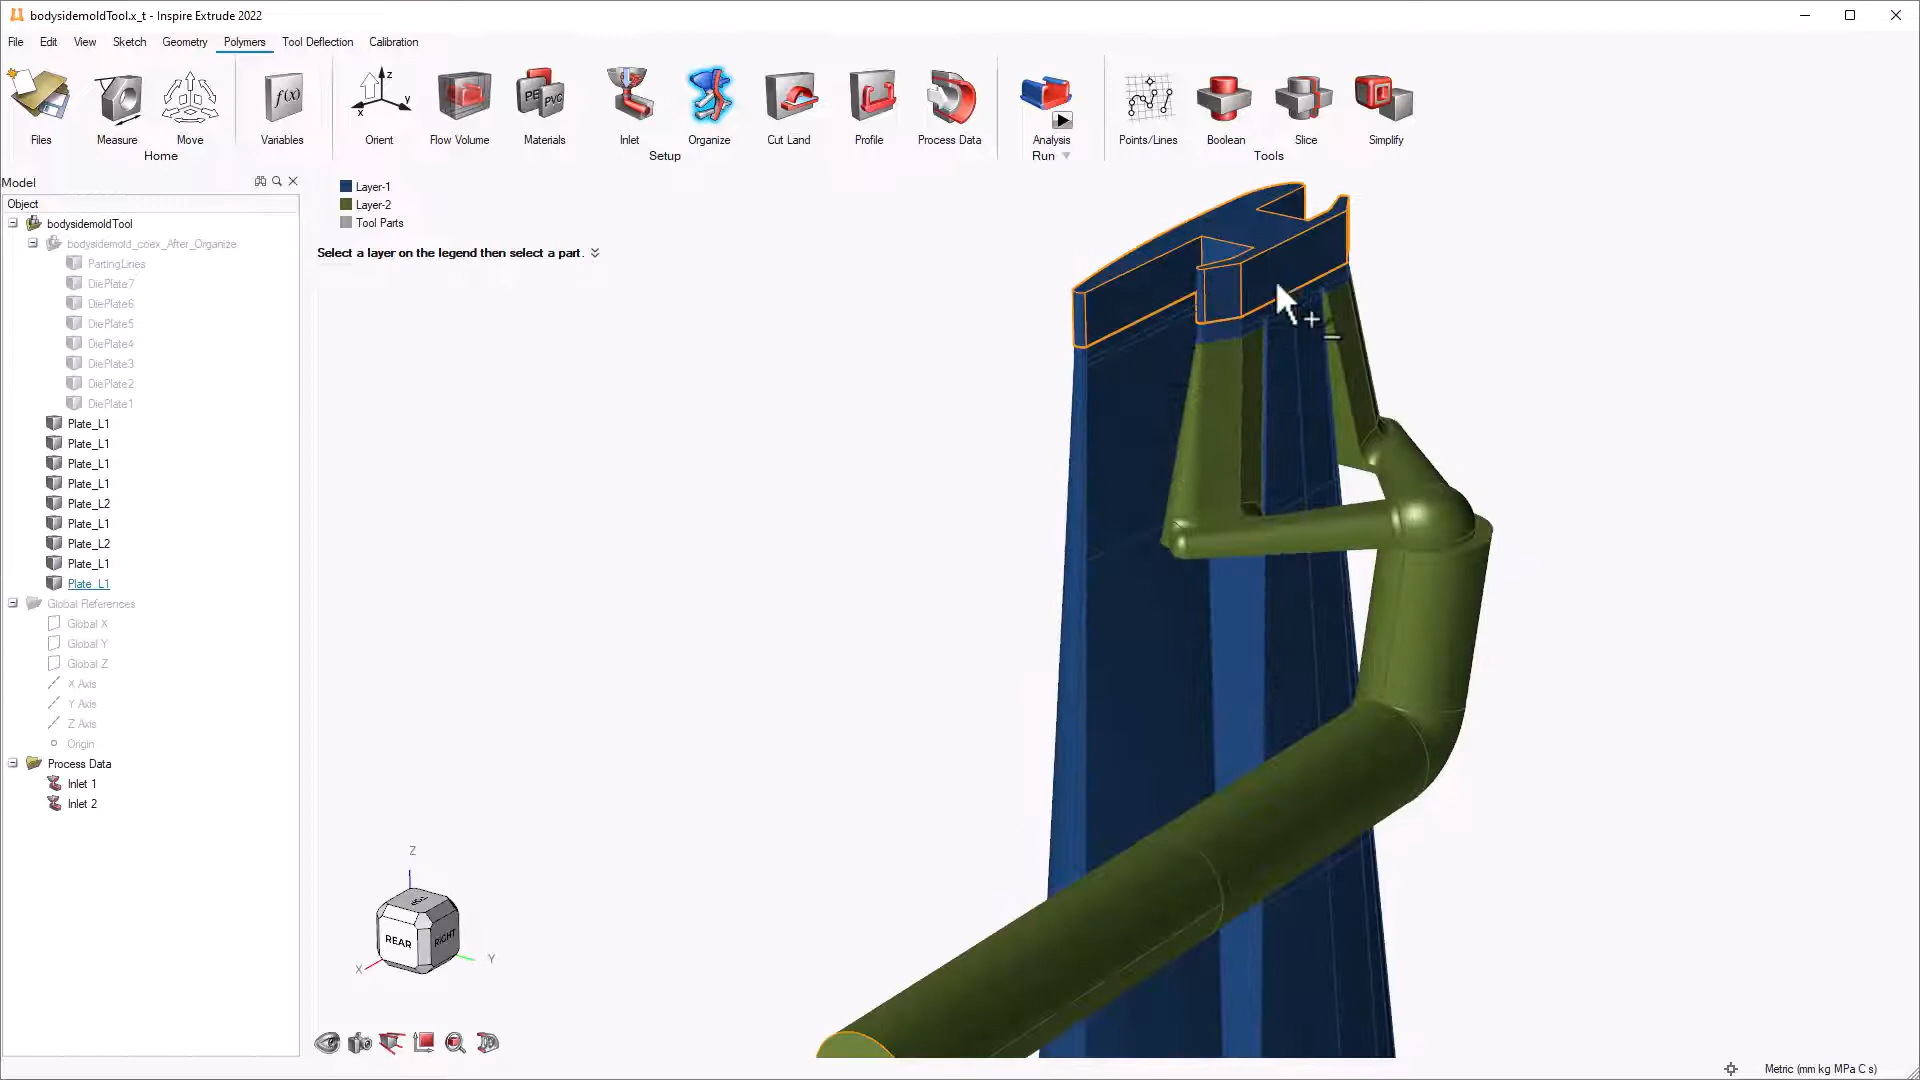 bodysidemoldTool.x_t - Inspire Extrude 2022
File Edit View Sketch Geometry Polymers Tool Deflection Calibration
Files Measure Move Variables Orient Flow Volume Materials Inlet Organize Cut Land Profile Process Data Analysis Points/Lines Boolean Slice Simplify
Home Setup Run Tools
Model
Object
bodysidemoldTool
bodysidemold_coex_After_Organize
PartingLines
DiePlate7
DiePlate6
DiePlate5
DiePlate4
DiePlate3
DiePlate2
DiePlate1
Plate_L1
Plate_L1
Plate_L1
Plate_L1
Plate_L2
Plate_L1
Plate_L2
Plate_L1
Plate_L1
Global References
Global X
Global Y
Global Z
X Axis
Y Axis
Z Axis
Origin
Process Data
Inlet 1
Inlet 2
Layer-1
Layer-2
Tool Parts
Select a layer on the legend then select a part.
f(x)
z
y
x
PE
PVC
Z
TOP
REAR
RIGHT
X
Y
Metric (mm kg MPa C s)